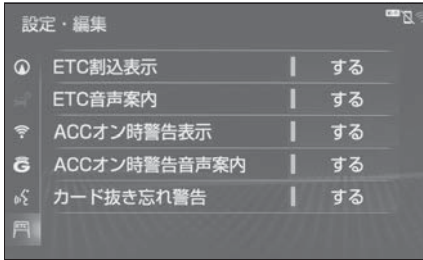 設定・編集
ETC割込表示 する
ETC音声案内 する
ACCオン時警告表示 する
ACCオン時警告音声案内 する
カード抜き忘れ警告 する